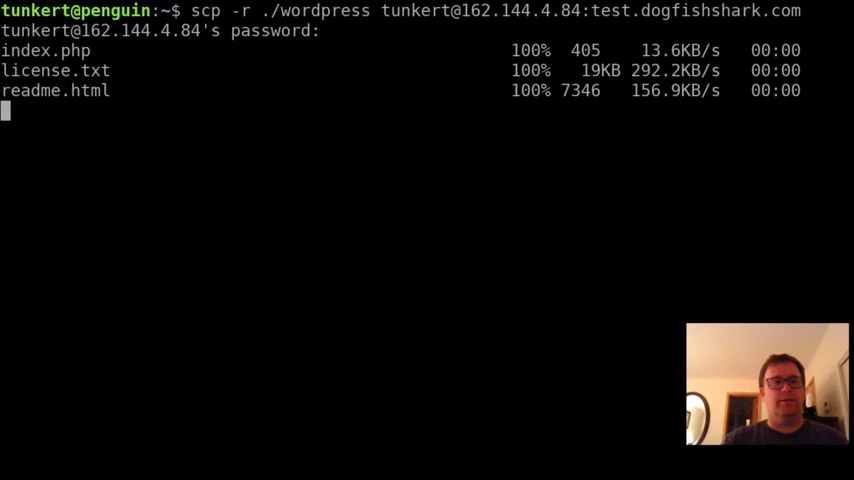 tunkert@penguin:~$ scp -r ./wordpress tunkert@162.144.4.84:test.dogfishshark.com
tunkert@162.144.4.84's password:
index.php 100% 405 13.6KB/s 00:00
license.txt 100% 19KB 292.2KB/s 00:00
readme.html 100% 7346 156.9KB/s 00:00